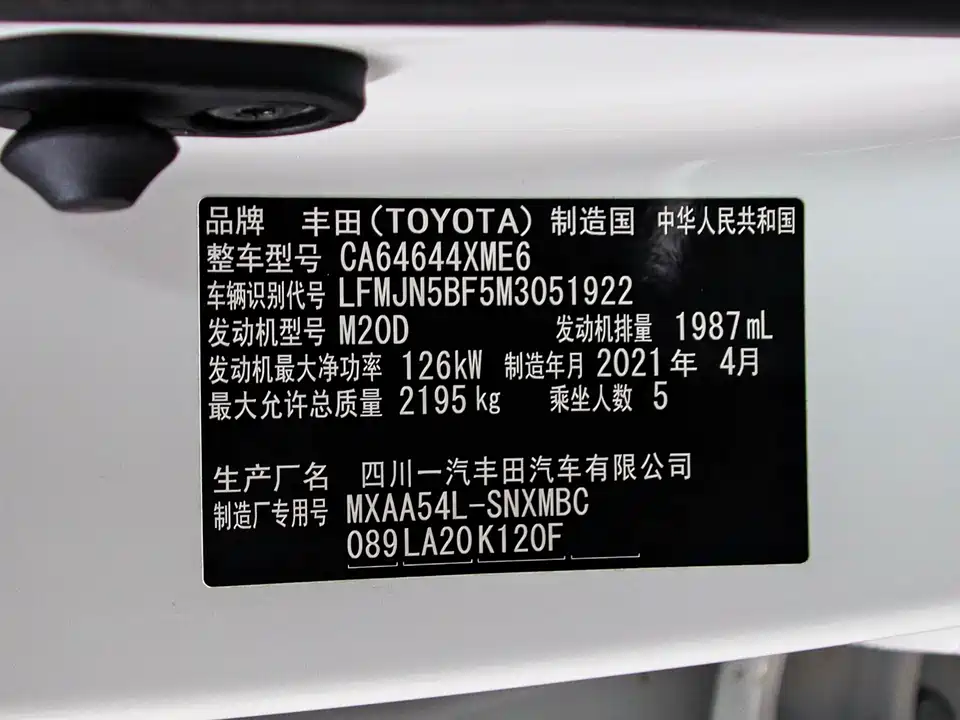 品牌 丰田(TOYOTA) 制造国 中华人民共和国
整车型号 CA64644XME6
车辆识别代号 LFMJN5BF5M3051922
发动机型号 M20D 发动机排量 1987mL
发动机最大净功率 126kW 制造年月 2021年 4月
最大允许总质量 2195kg 乘坐人数 5
生产厂名 四川一汽丰田汽车有限公司
制造厂专用号 MXAA54L-SNXMBC
089 LA20 K120F